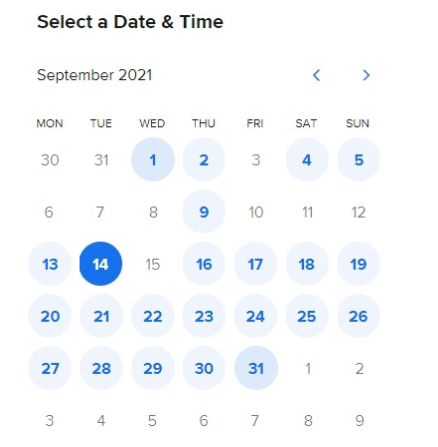 Select a Date & Time
September 2021
MON TUE WED THU FRI SAT SUN
30 31 1 2 3 4 5
6 7 8 9 10 11 12
13 14 15 16 17 18 19
20 21 22 23 24 25 26
27 28 29 30 31 1 2
3 4 5 6 7 8 9